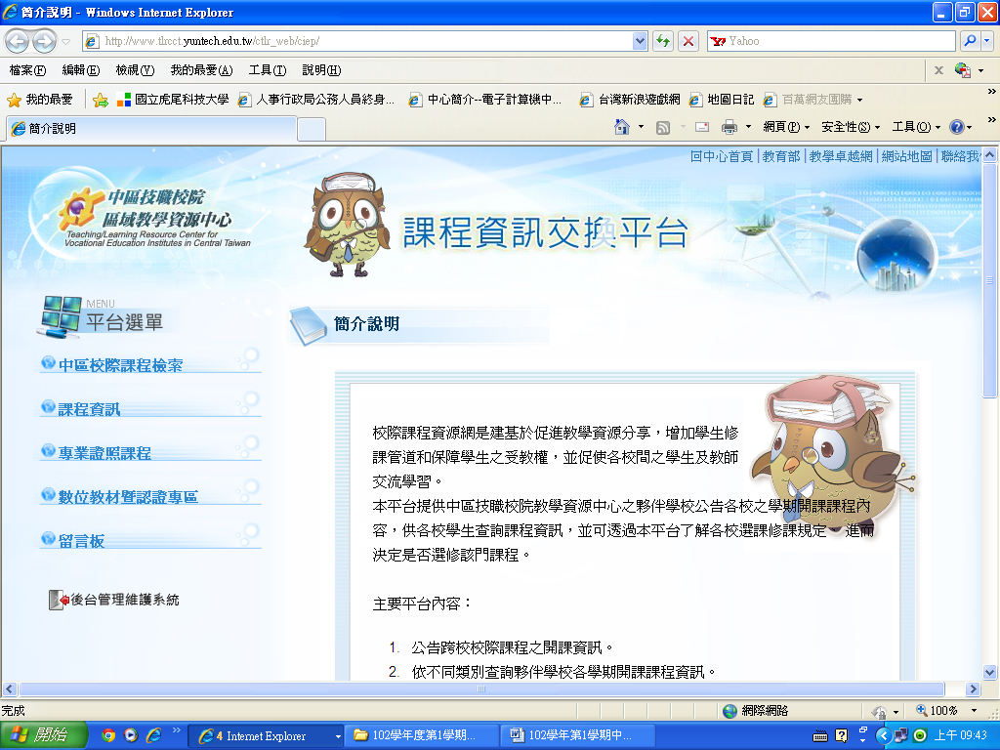 簡介說明 - Windows Internet Explorer
http://www.tlrcct.yuntech.edu.tw/ctlr_web/ciep/
Yahoo
檔案(F) 編輯(E) 檢視(V) 我的最愛(A) 工具(T) 說明(H)
我的最愛 國立虎尾科技大學 人事行政局公務人員終身... 中心簡介--電子計算機中... 台灣新浪遊戲網 地圖日記 百萬網友團購
簡介說明 網頁(P) 安全性(S) 工具(O)
回中心首頁 | 教育部 | 教學卓越網 | 網站地圖 | 聯絡我
中區技職校院
區域教學資源中心
Teaching/Learning Resource Center for
Vocational Education Institutes in Central Taiwan
課程資訊交換平台
MENU
平台選單
中區校際課程檢索
課程資訊
專業證照課程
數位教材暨認證專區
留言板
後台管理維護系統
簡介說明
校際課程資源網是建基於促進教學資源分享，增加學生修
課管道和保障學生之受教權，並促使各校間之學生及教師
交流學習。
本平台提供中區技職校院教學資源中心之夥伴學校公告各校之學期開課課程內
容，供各校學生查詢課程資訊，並可透過本平台了解各校選課修課規定，進而
決定是否選修該門課程。
主要平台內容：
1. 公告跨校校際課程之開課資訊。
2. 依不同類別查詢夥伴學校各學期開課課程資訊。
完成 網際網路 100%
開始 4 Internet Explorer 102學年度第1學期... 102學年第1學期中... 上午 09:43